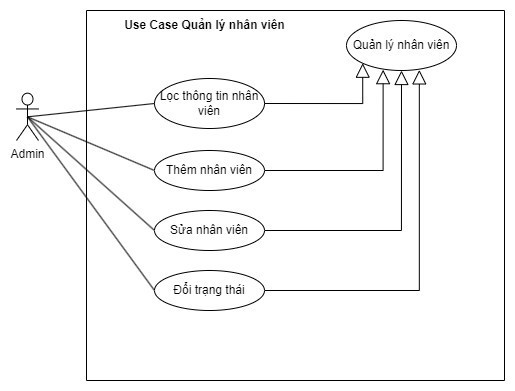 Use Case Quản lý nhân viên
Quản lý nhân viên
Lọc thông tin nhân
viên
Admin
Thêm nhân viên
Sửa nhân viên
Đổi trạng thái